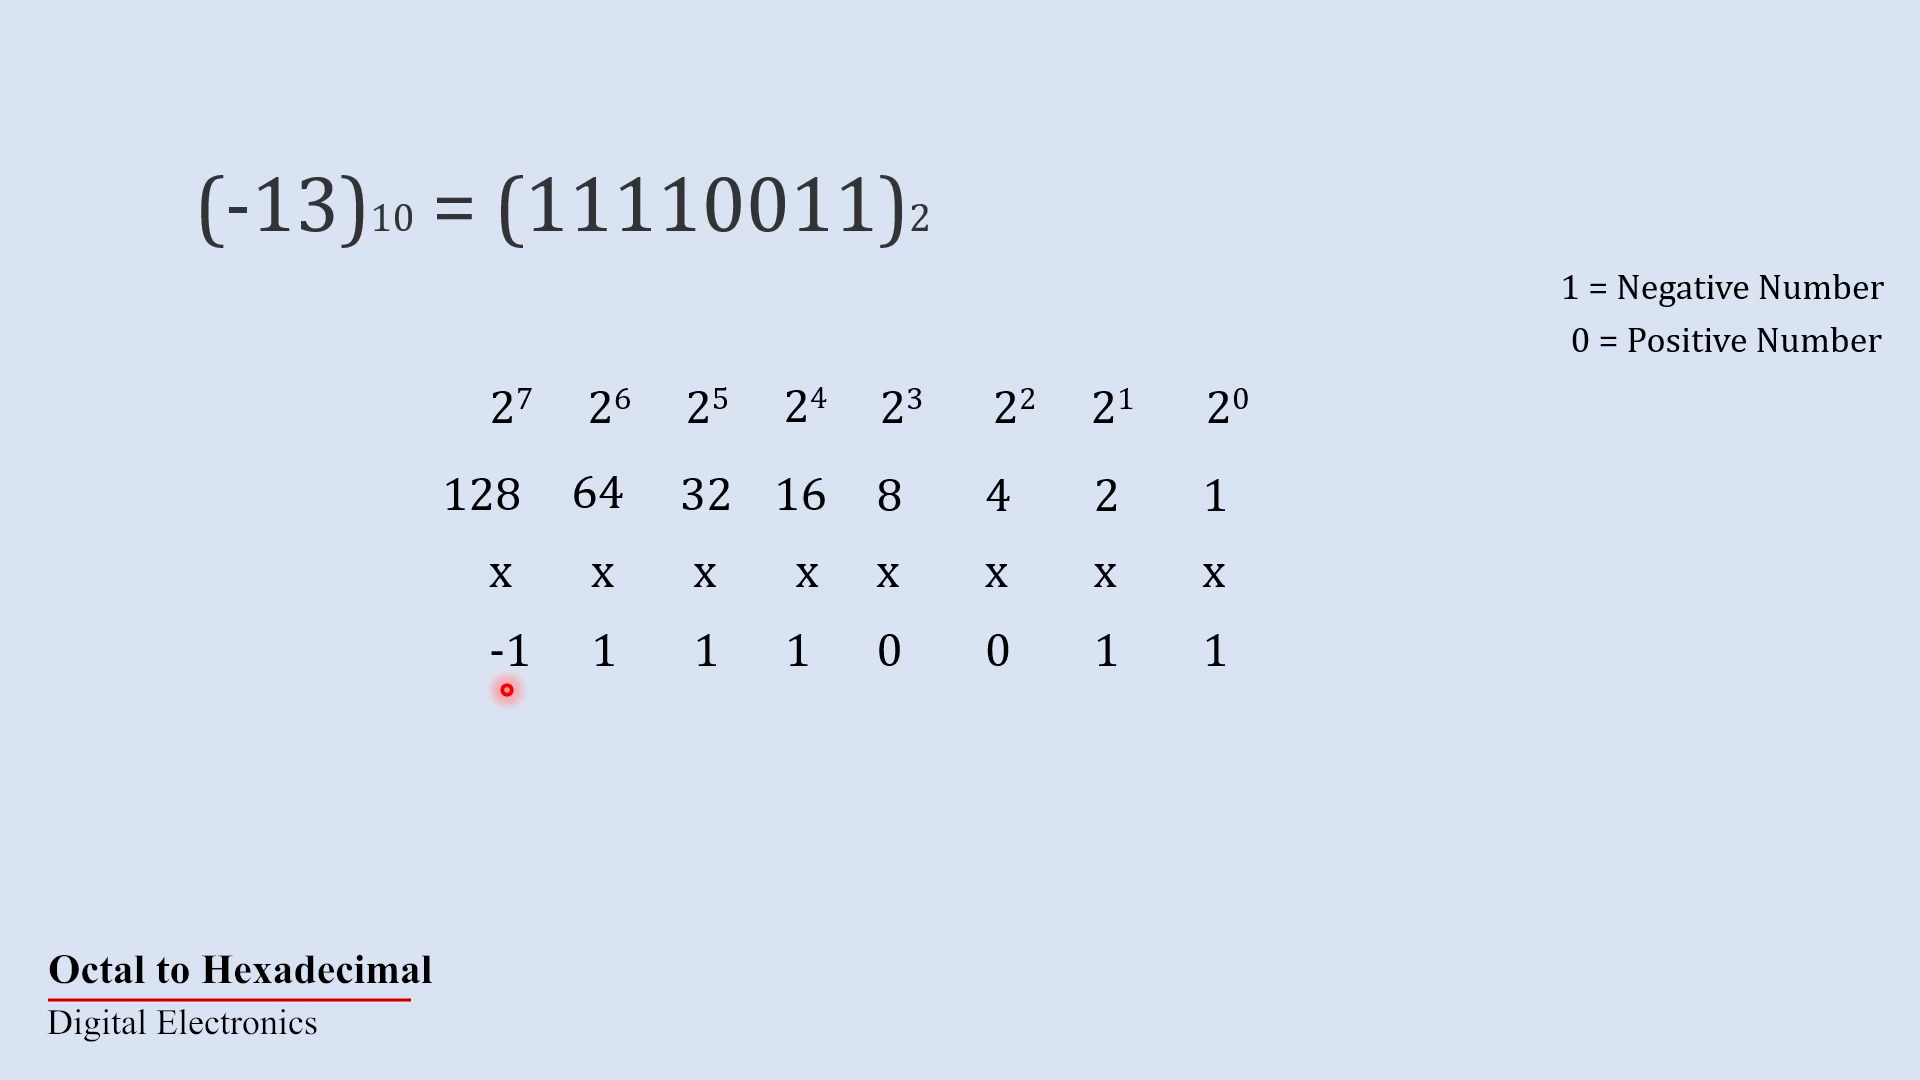 (-13)₁₀ = (11110011)₂
1 = Negative Number
0 = Positive Number
2⁷ 2⁶ 2⁵ 2⁴ 2³ 2² 2¹ 2⁰
128 64 32 16 8 4 2 1
x x x x x x x x
-1 1 1 1 0 0 1 1
Octal to Hexadecimal
Digital Electronics